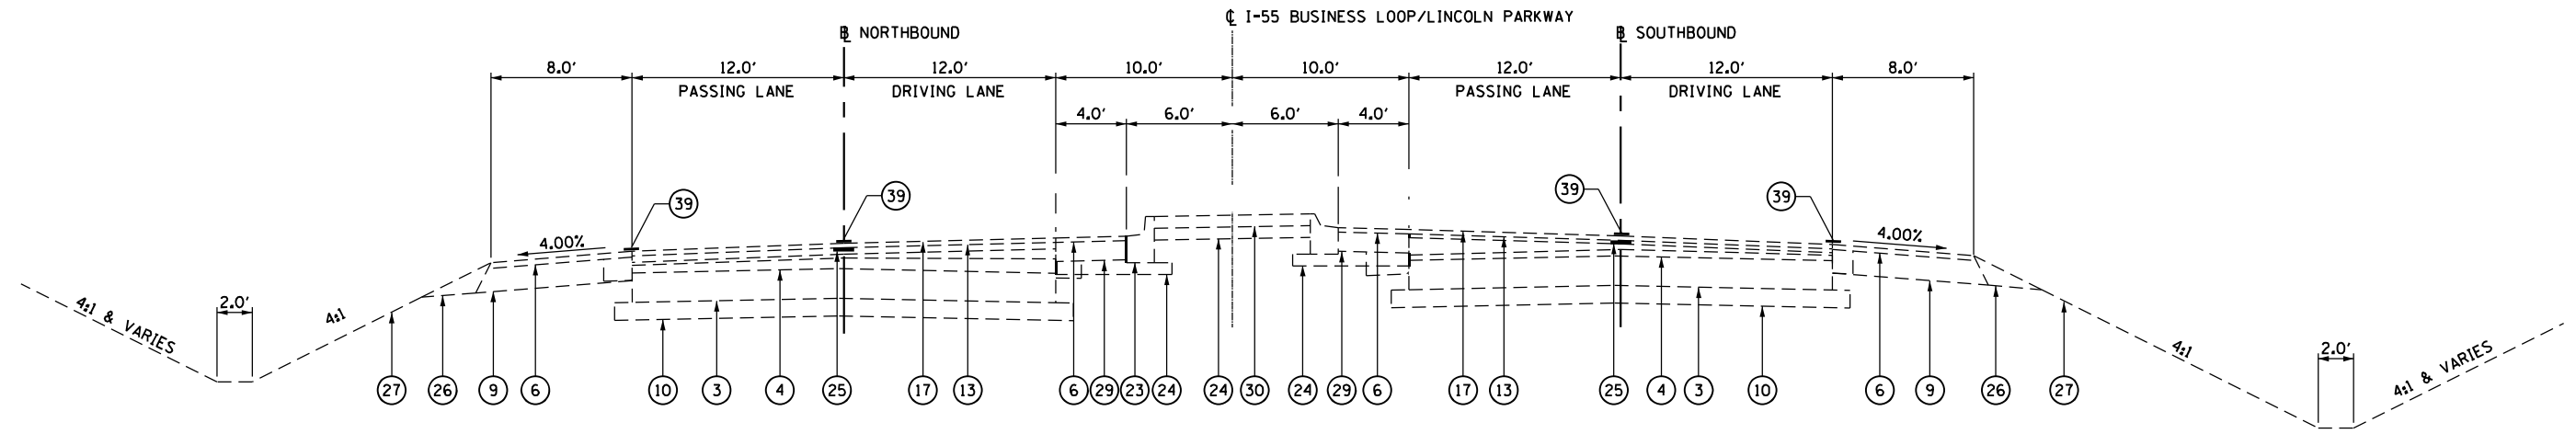 ℄ I-55 BUSINESS LOOP/LINCOLN PARKWAY
℄ NORTHBOUND
℄ SOUTHBOUND
8.0' 12.0' 12.0' 10.0' 10.0' 12.0' 12.0' 8.0'
PASSING LANE DRIVING LANE PASSING LANE DRIVING LANE
4.0' 6.0' 6.0' 4.0'
39 39 39 39
4.00% 4.00%
4:1 & VARIES 2.0' 4:1 4:1 2.0' 4:1 & VARIES
27 26 9 6 10 3 4 25 17 13 6 29 23 24 24 30 24 29 6 17 13 25 4 3 10 6 9 26 27